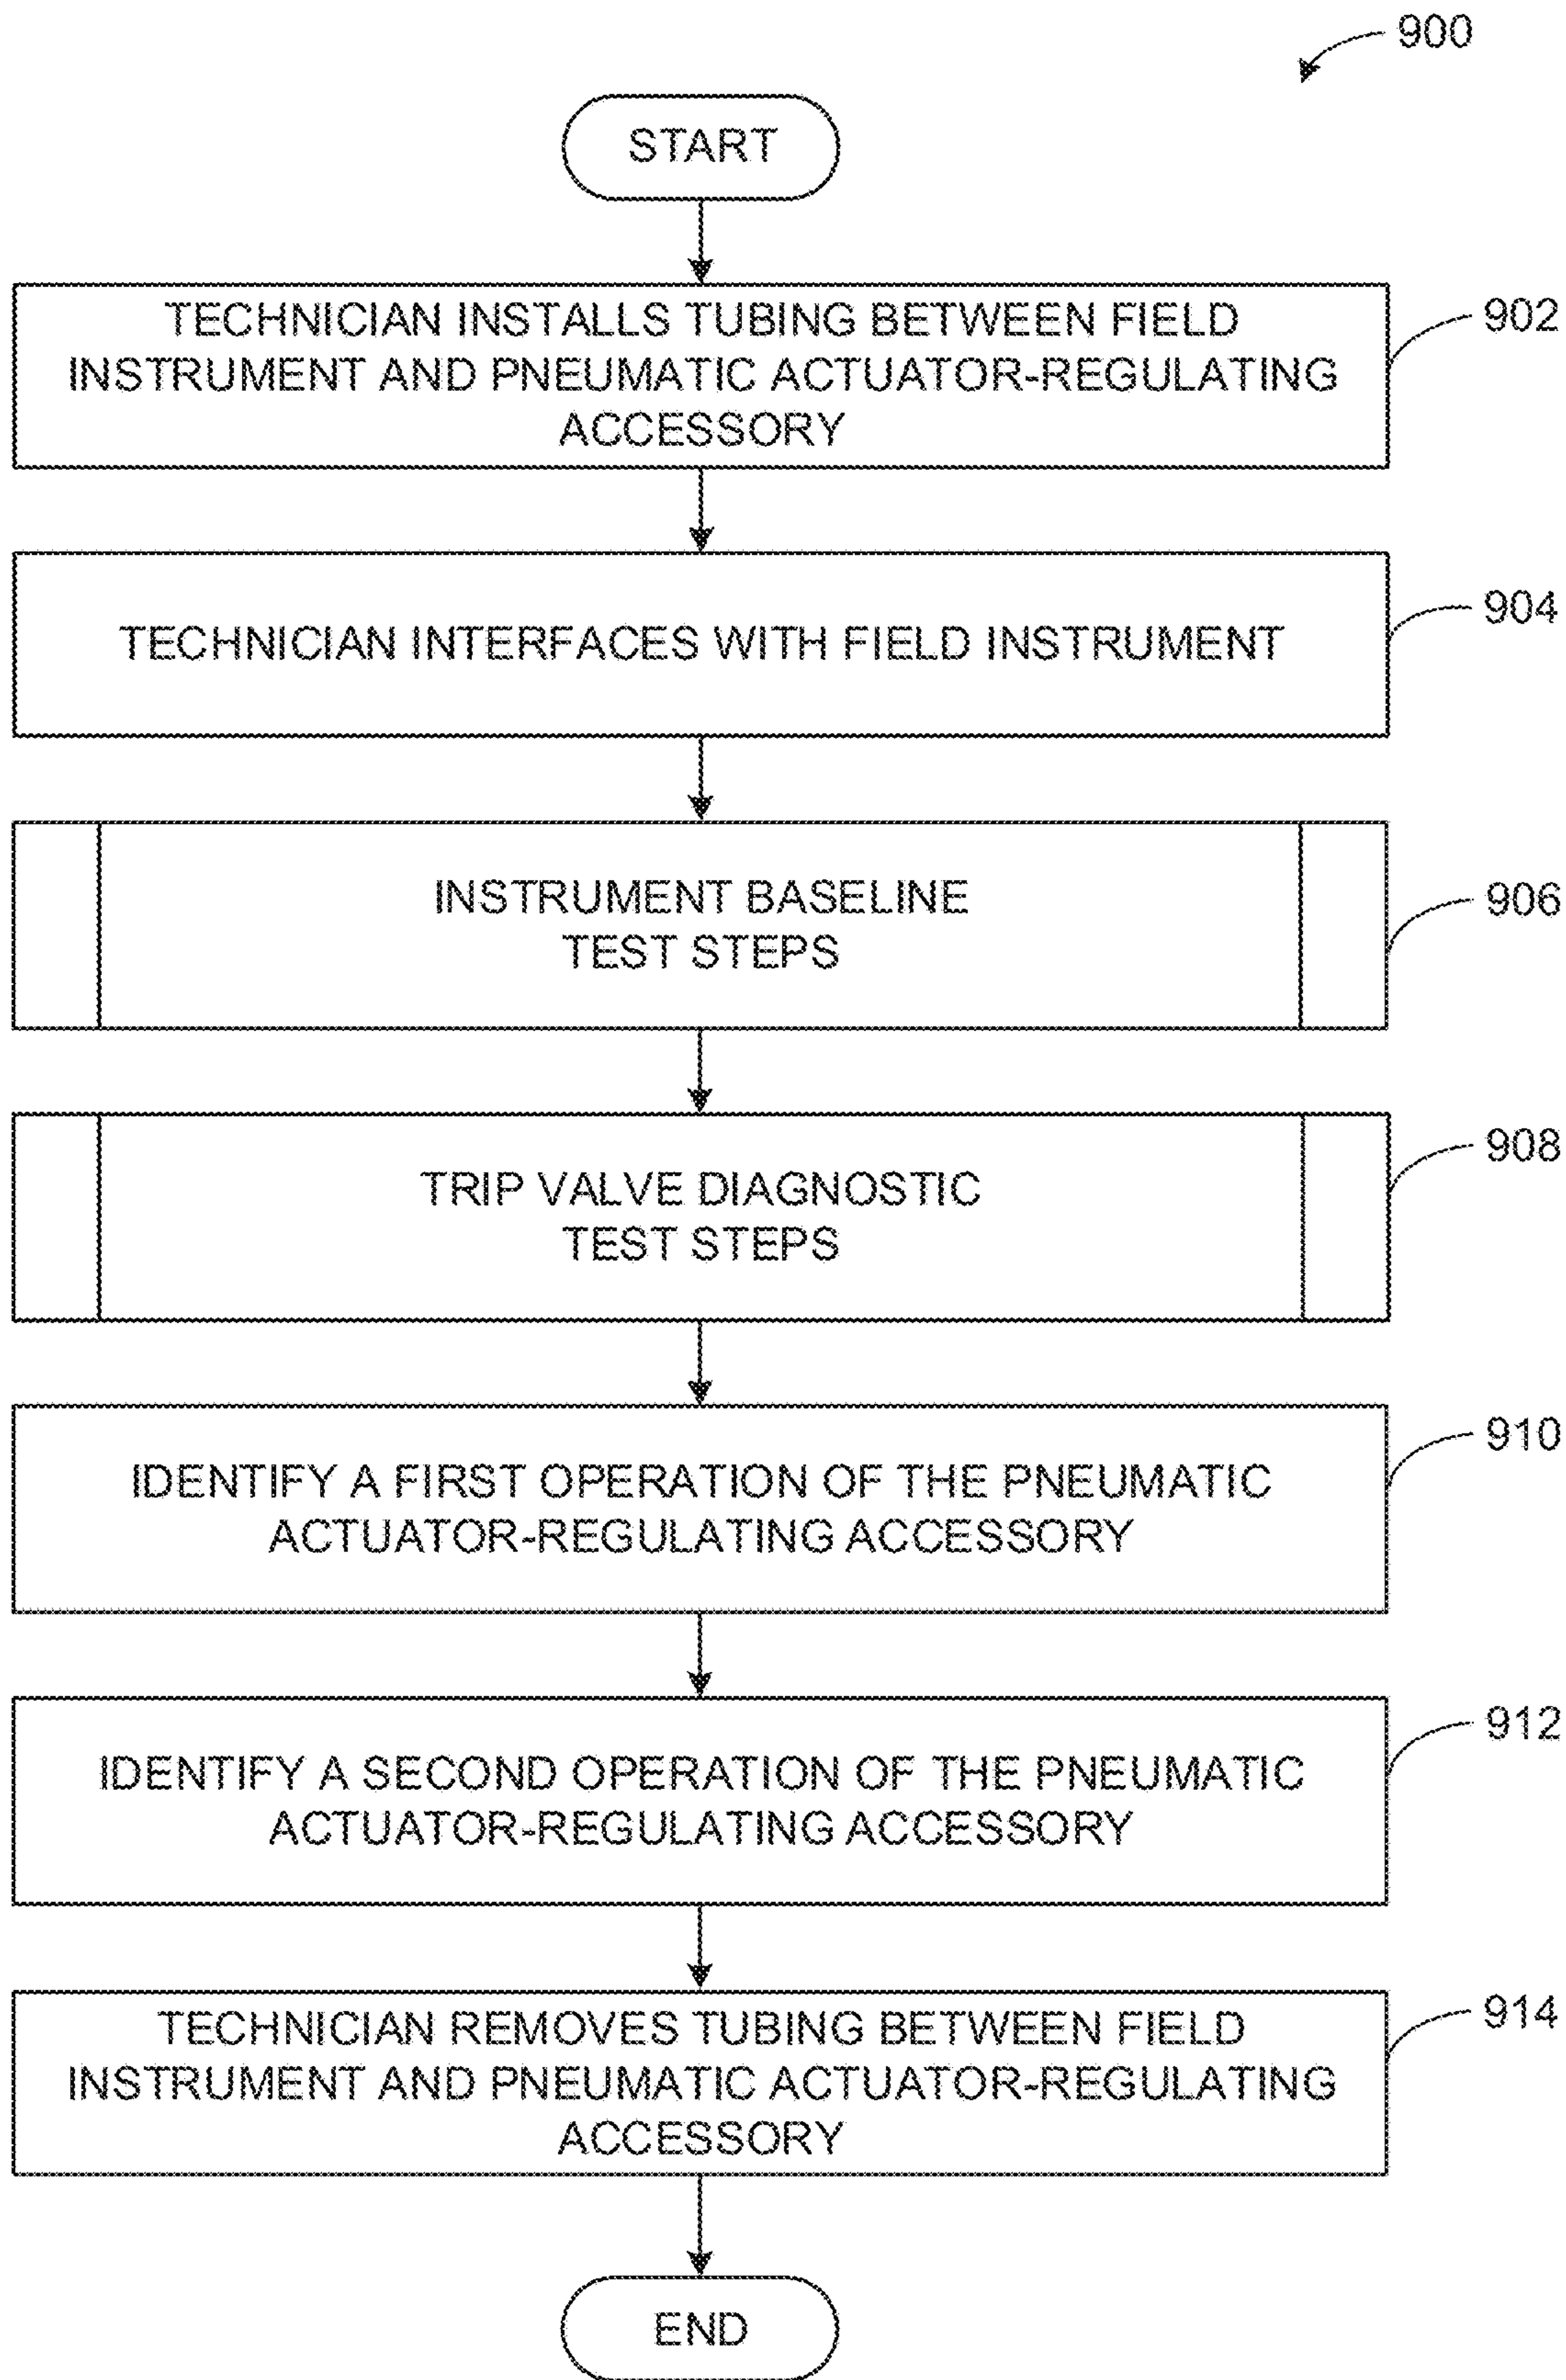 900
START
TECHNICIAN INSTALLS TUBING BETWEEN FIELD
INSTRUMENT AND PNEUMATIC ACTUATOR-REGULATING
ACCESSORY
902
TECHNICIAN INTERFACES WITH FIELD INSTRUMENT
904
INSTRUMENT BASELINE
TEST STEPS
906
TRIP VALVE DIAGNOSTIC
TEST STEPS
908
IDENTIFY A FIRST OPERATION OF THE PNEUMATIC
ACTUATOR-REGULATING ACCESSORY
910
IDENTIFY A SECOND OPERATION OF THE PNEUMATIC
ACTUATOR-REGULATING ACCESSORY
912
TECHNICIAN REMOVES TUBING BETWEEN FIELD
INSTRUMENT AND PNEUMATIC ACTUATOR-REGULATING
ACCESSORY
914
END